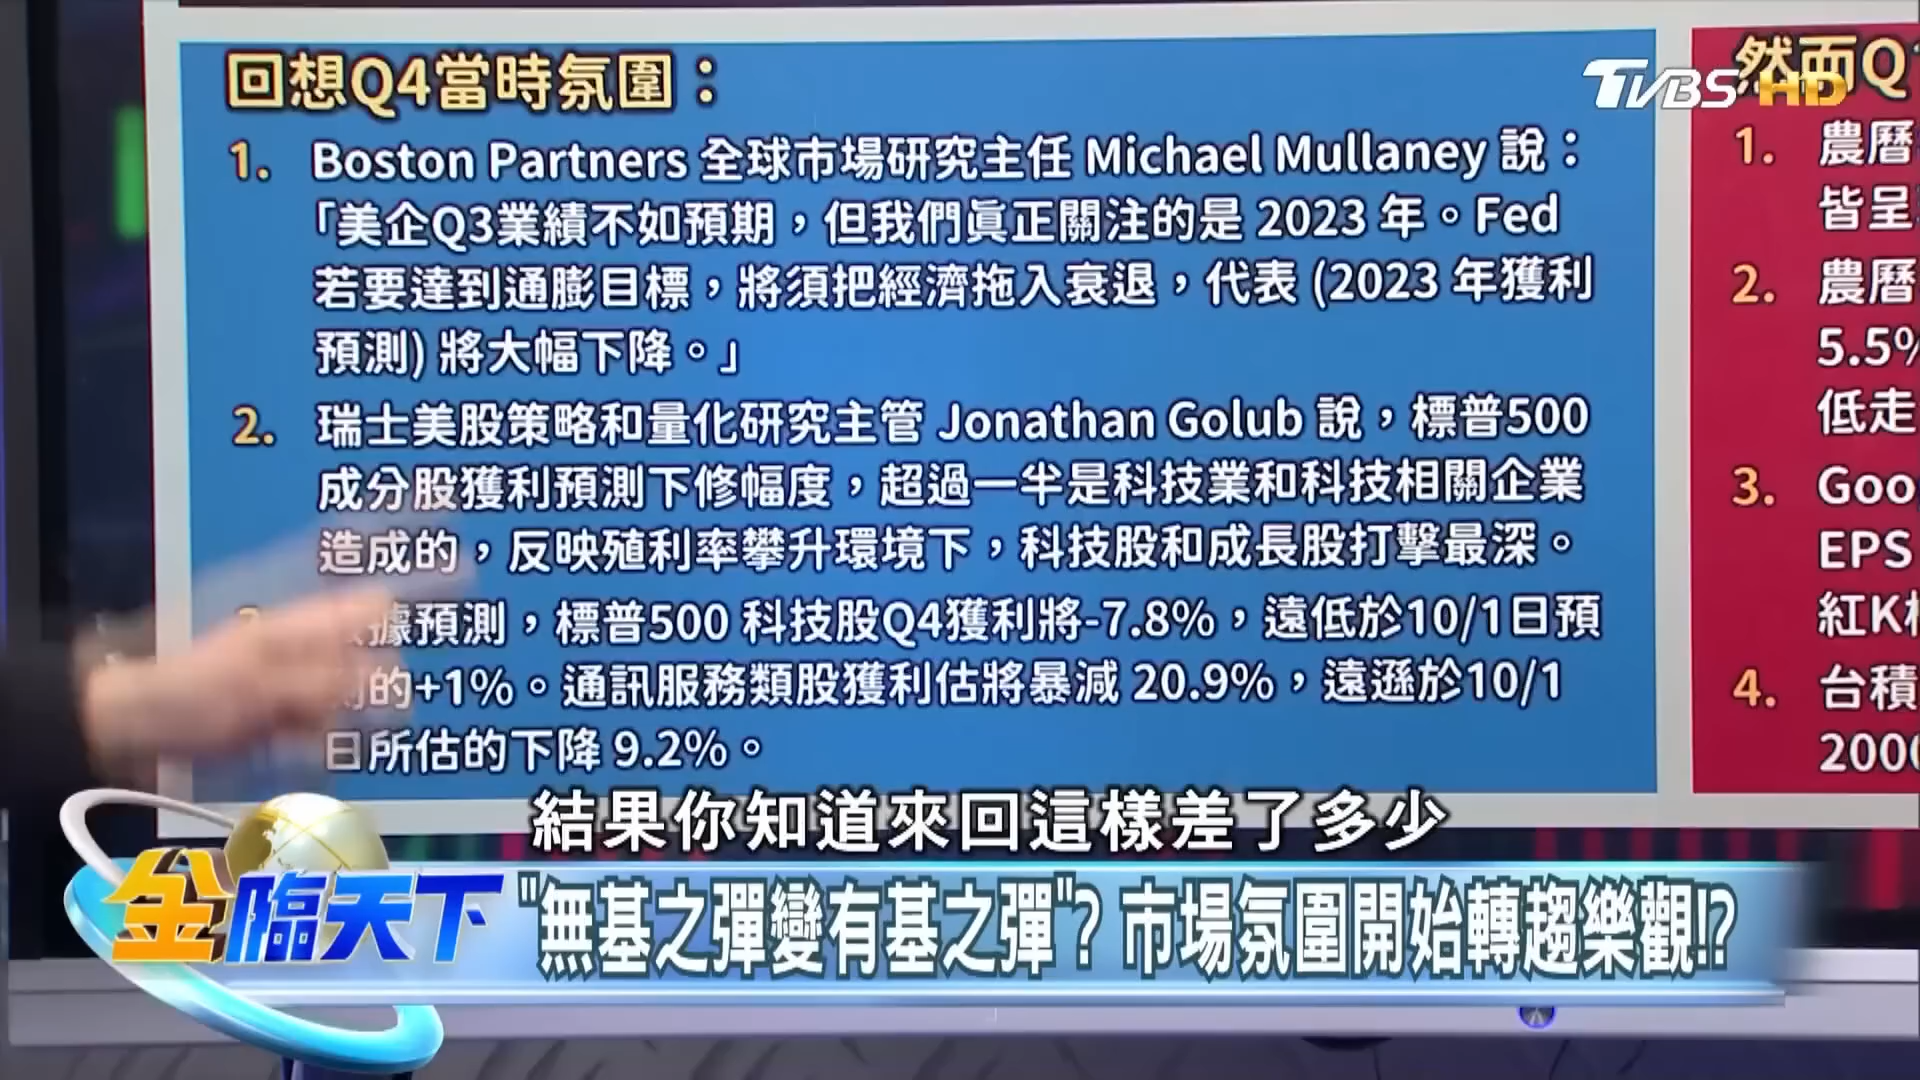 回想Q4當時氛圍：
1. Boston Partners 全球市場研究主任 Michael Mullaney 說：
「美企Q3業績不如預期，但我們真正關注的是 2023 年。Fed
若要達到通膨目標，將須把經濟拖入衰退，代表 (2023 年獲利
預測) 將大幅下降。」
2. 瑞士美股策略和量化研究主管 Jonathan Golub 說，標普500
成分股獲利預測下修幅度，超過一半是科技業和科技相關企業
造成的，反映殖利率攀升環境下，科技股和成長股打擊最深。
據預測，標普500 科技股Q4獲利將-7.8%，遠低於10/1日預
的+1%。通訊服務類股獲利估將暴減 20.9%，遠遜於10/1
日所估的下降 9.2%。
然而Q
1. 農曆
皆呈
2. 農曆
5.5%
低走
3. Goo
EPS
紅K
4. 台積
2000
TVBS HD
結果你知道來回這樣差了多少
金臨天下
"無基之彈變有基之彈"? 市場氛圍開始轉趨樂觀!?